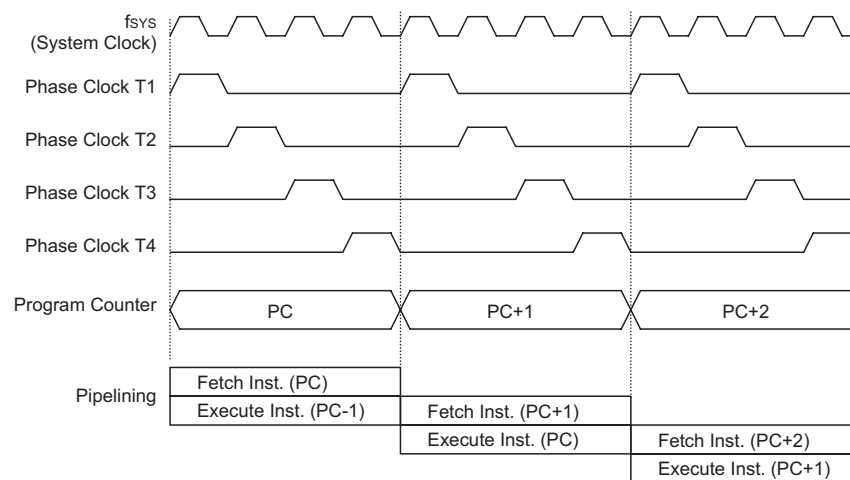 fSYS
(System Clock)
Phase Clock T1
Phase Clock T2
Phase Clock T3
Phase Clock T4
Program Counter
PC
PC+1
PC+2
Pipelining
Fetch Inst. (PC)
Execute Inst. (PC-1)
Fetch Inst. (PC+1)
Execute Inst. (PC)
Fetch Inst. (PC+2)
Execute Inst. (PC+1)